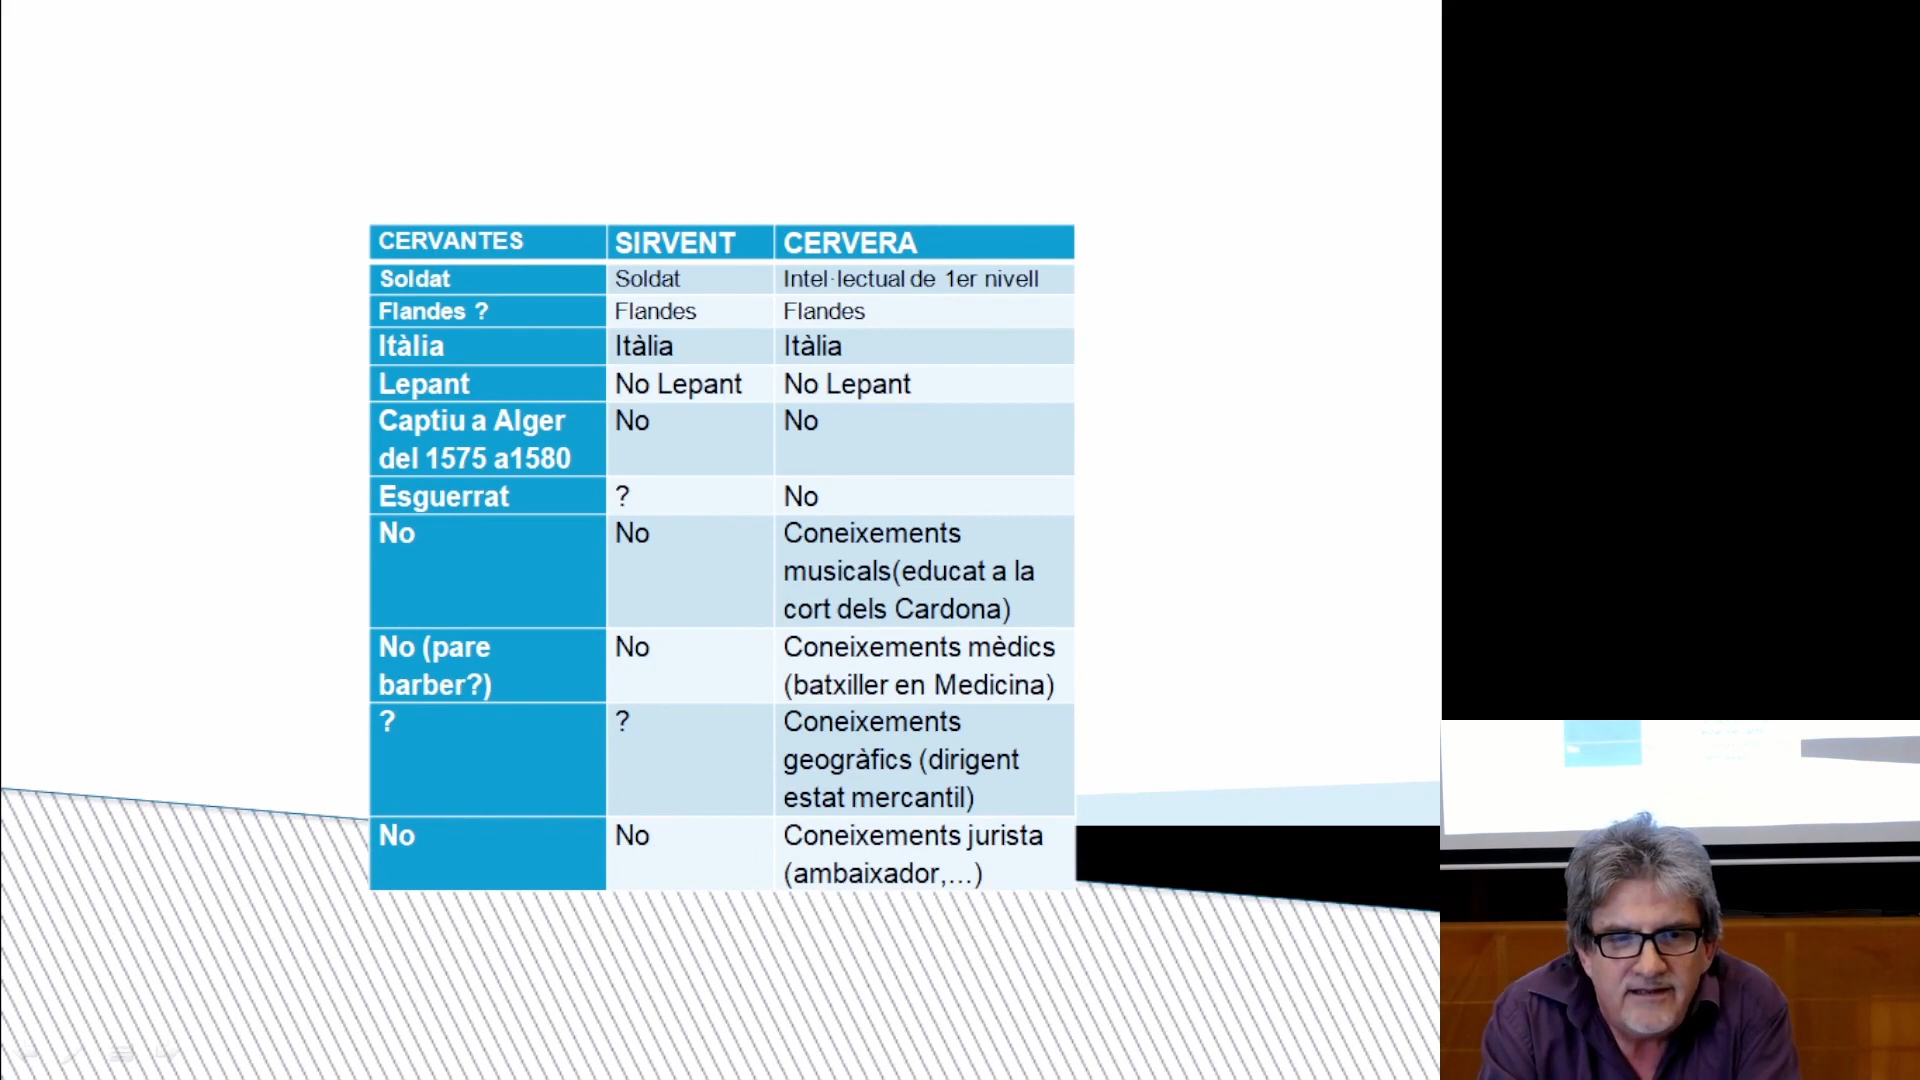 CERVANTES SIRVENT CERVERA
Soldat Soldat Intel·lectual de 1er nivell
Flandes ? Flandes Flandes
Itàlia Itàlia Itàlia
Lepant No Lepant No Lepant
Captiu a Alger No No
del 1575 a1580
Esguerrat ? No
No No Coneixements
musicals(educat a la
cort dels Cardona)
No (pare No Coneixements mèdics
barber?) (batxiller en Medicina)
? ? Coneixements
geogràfics (dirigent
estat mercantil)
No No Coneixements jurista
(ambaixador,...)